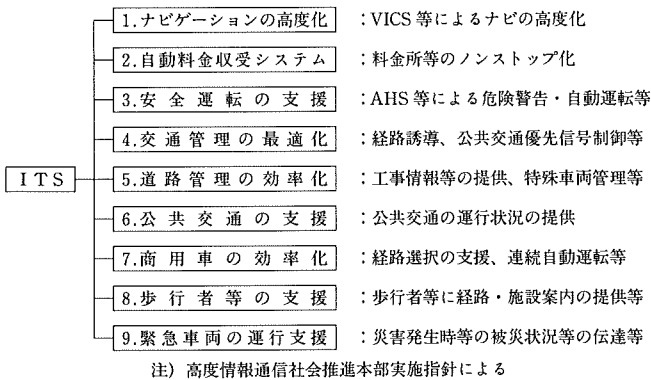 1.ナビゲーションの高度化 :VICS等によるナビの高度化
2.自動料金収受システム :料金所等のノンストップ化
3.安全運転の支援 :AHS等による危険警告・自動運転等
4.交通管理の最適化 :経路誘導、公共交通優先信号制御等
ITS
5.道路管理の効率化 :工事情報等の提供、特殊車両管理等
6.公共交通の支援 :公共交通の運行状況の提供
7.商用車の効率化 :経路選択の支援、連続自動運転等
8.歩行者等の支援 :歩行者等に経路・施設案内の提供等
9.緊急車両の運行支援 :災害発生時等の被災状況等の伝達等
注) 高度情報通信社会推進本部実施指針による